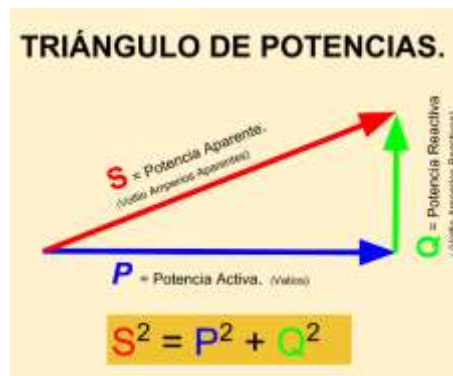 TRIÁNGULO DE POTENCIAS.
S = Potencia Aparente.
(Voltio Amperios Aparentes)
Q = Potencia Reactiva
P = Potencia Activa. (Vatios)
S² = P² + Q²